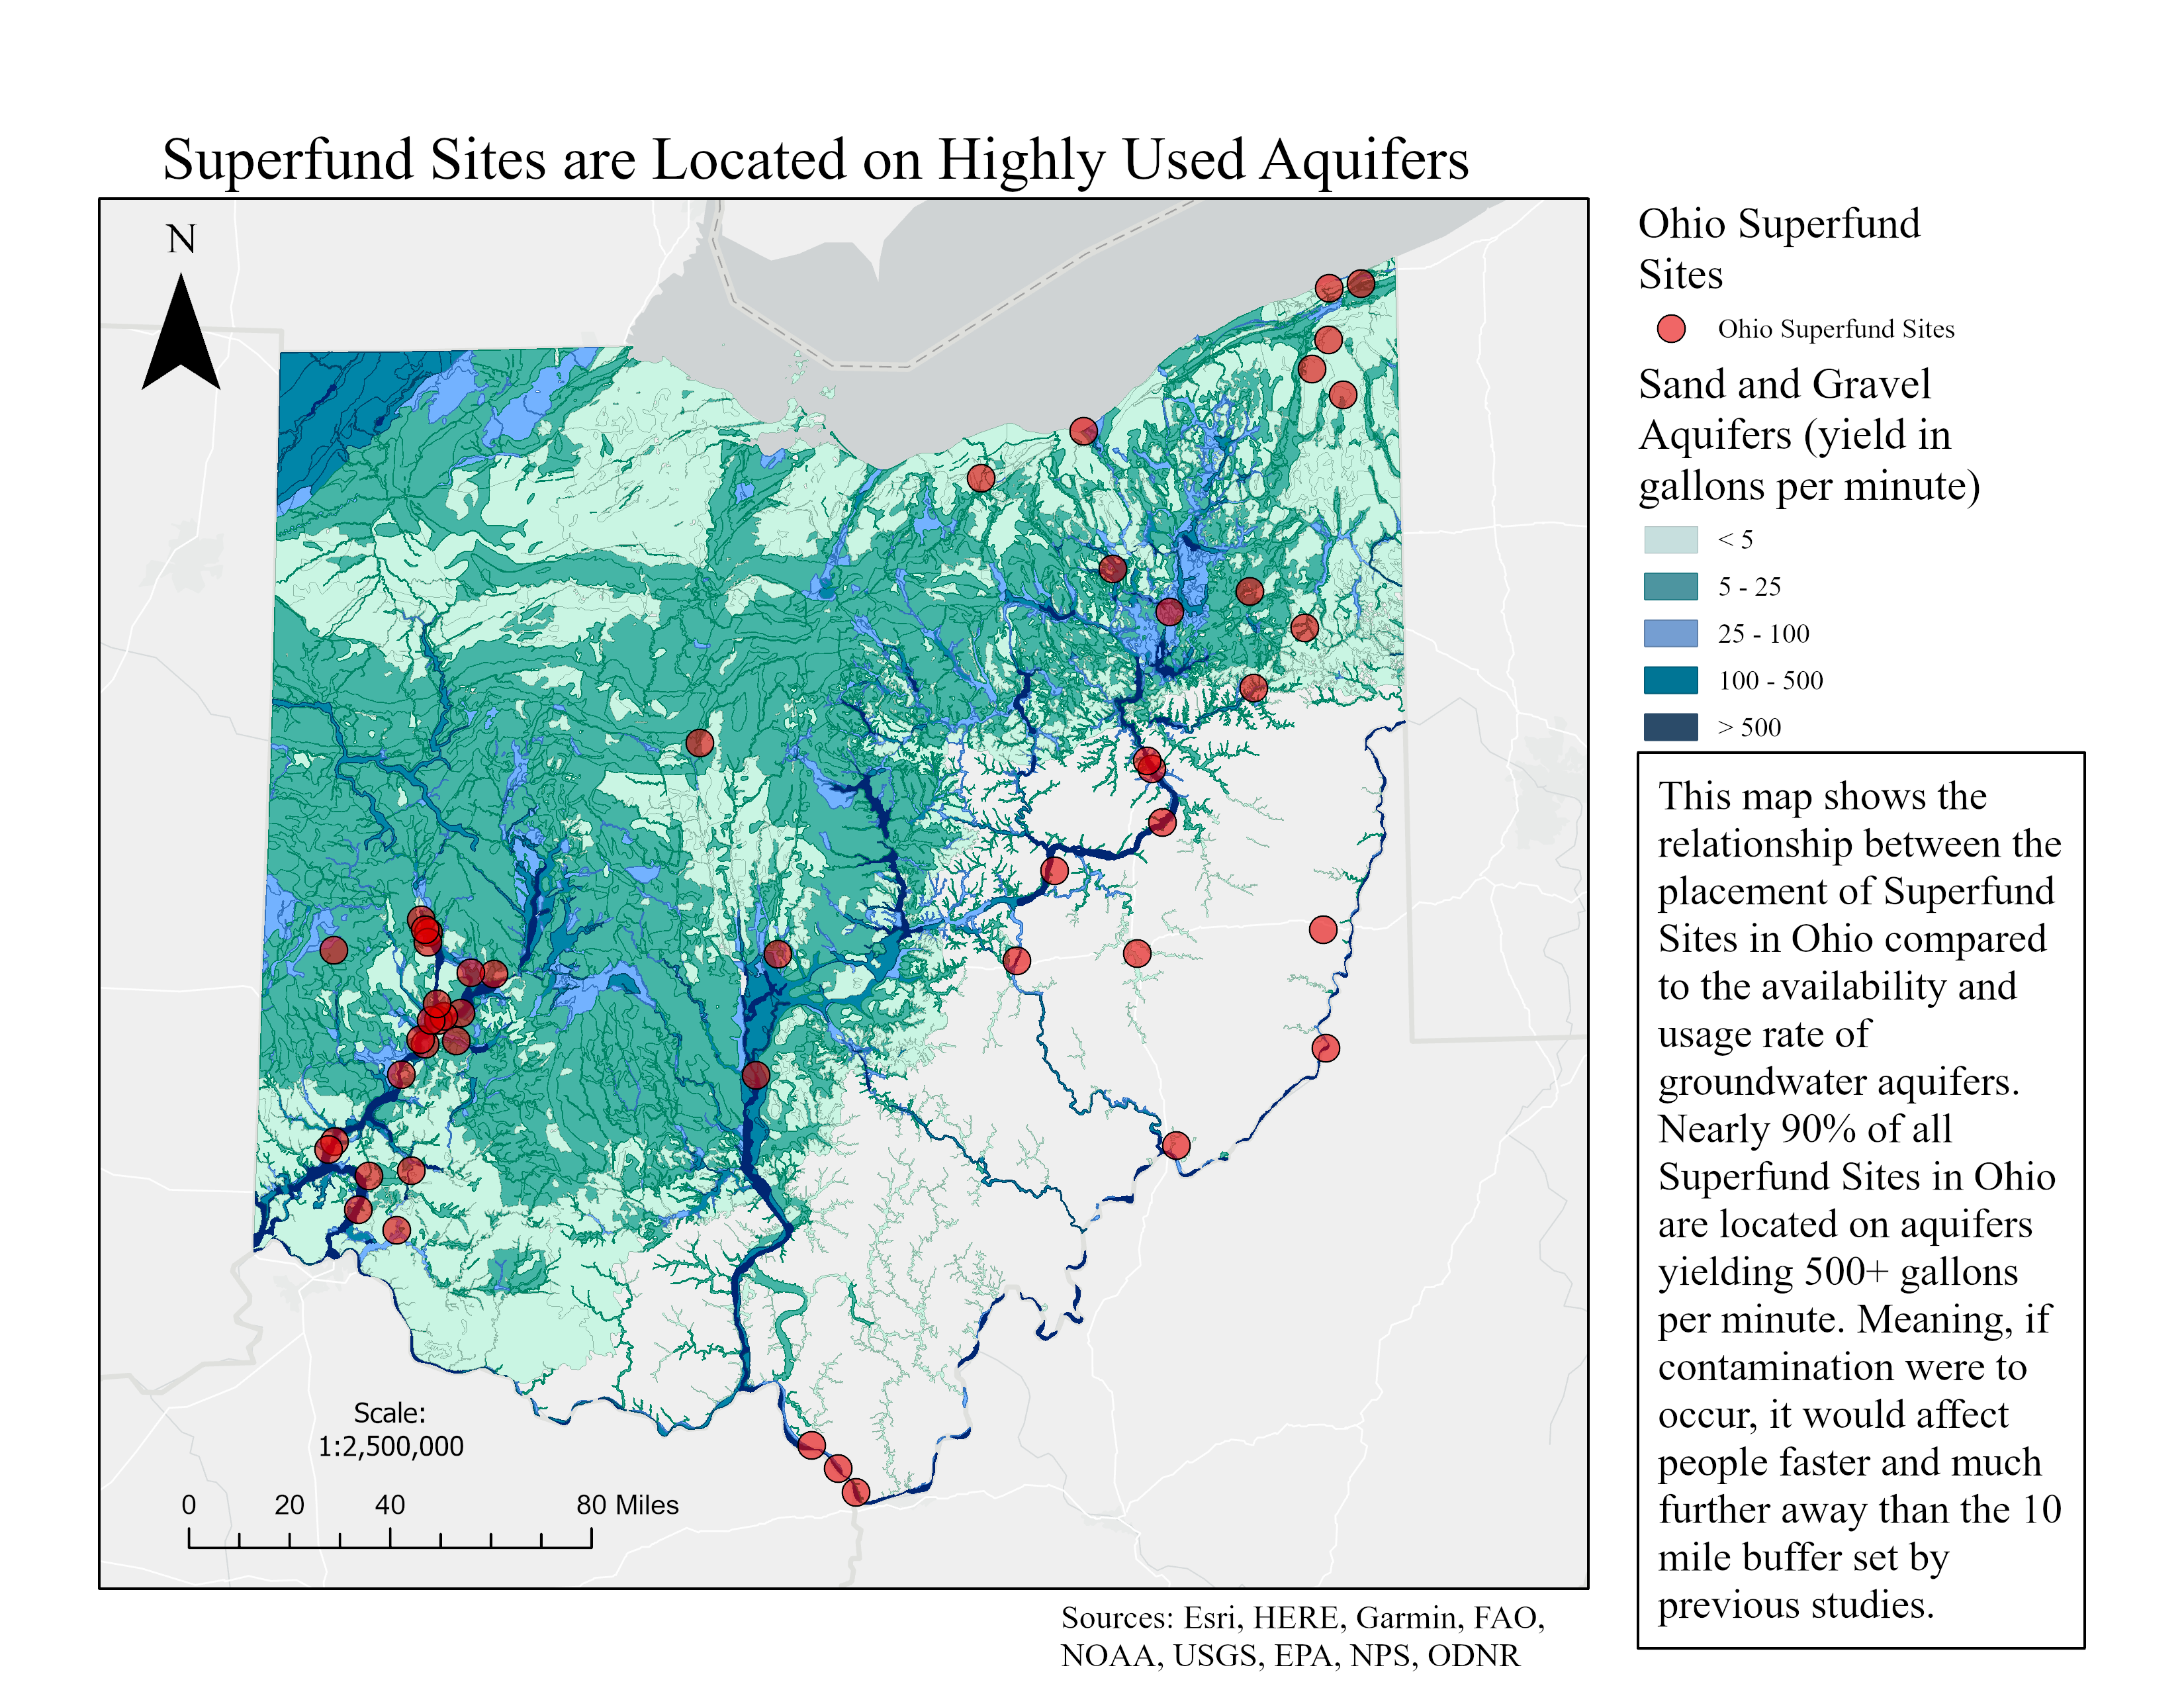 Superfund Sites are Located on Highly Used Aquifers
N
Scale:
1:2,500,000
0 20 40 80 Miles
Ohio Superfund
Sites
Ohio Superfund Sites
Sand and Gravel
Aquifers (yield in
gallons per minute)
< 5
5 - 25
25 - 100
100 - 500
> 500
This map shows the
relationship between the
placement of Superfund
Sites in Ohio compared
to the availability and
usage rate of
groundwater aquifers.
Nearly 90% of all
Superfund Sites in Ohio
are located on aquifers
yielding 500+ gallons
per minute. Meaning, if
contamination were to
occur, it would affect
people faster and much
further away than the 10
mile buffer set by
previous studies.
Sources: Esri, HERE, Garmin, FAO,
NOAA, USGS, EPA, NPS, ODNR